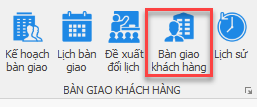 Kế hoạch bàn giao
Lịch bàn giao
Đề xuất đổi lịch
Bàn giao khách hàng
Lịch sử
BÀN GIAO KHÁCH HÀNG